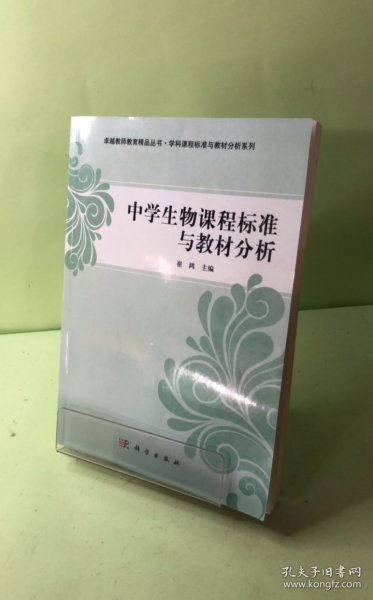 卓越教师教育精品丛书·学科课程标准与教材分析系列
中学生物课程标准
与教材分析
崔鸿 主编
科学出版社
孔夫子旧书网
www.kongfz.com